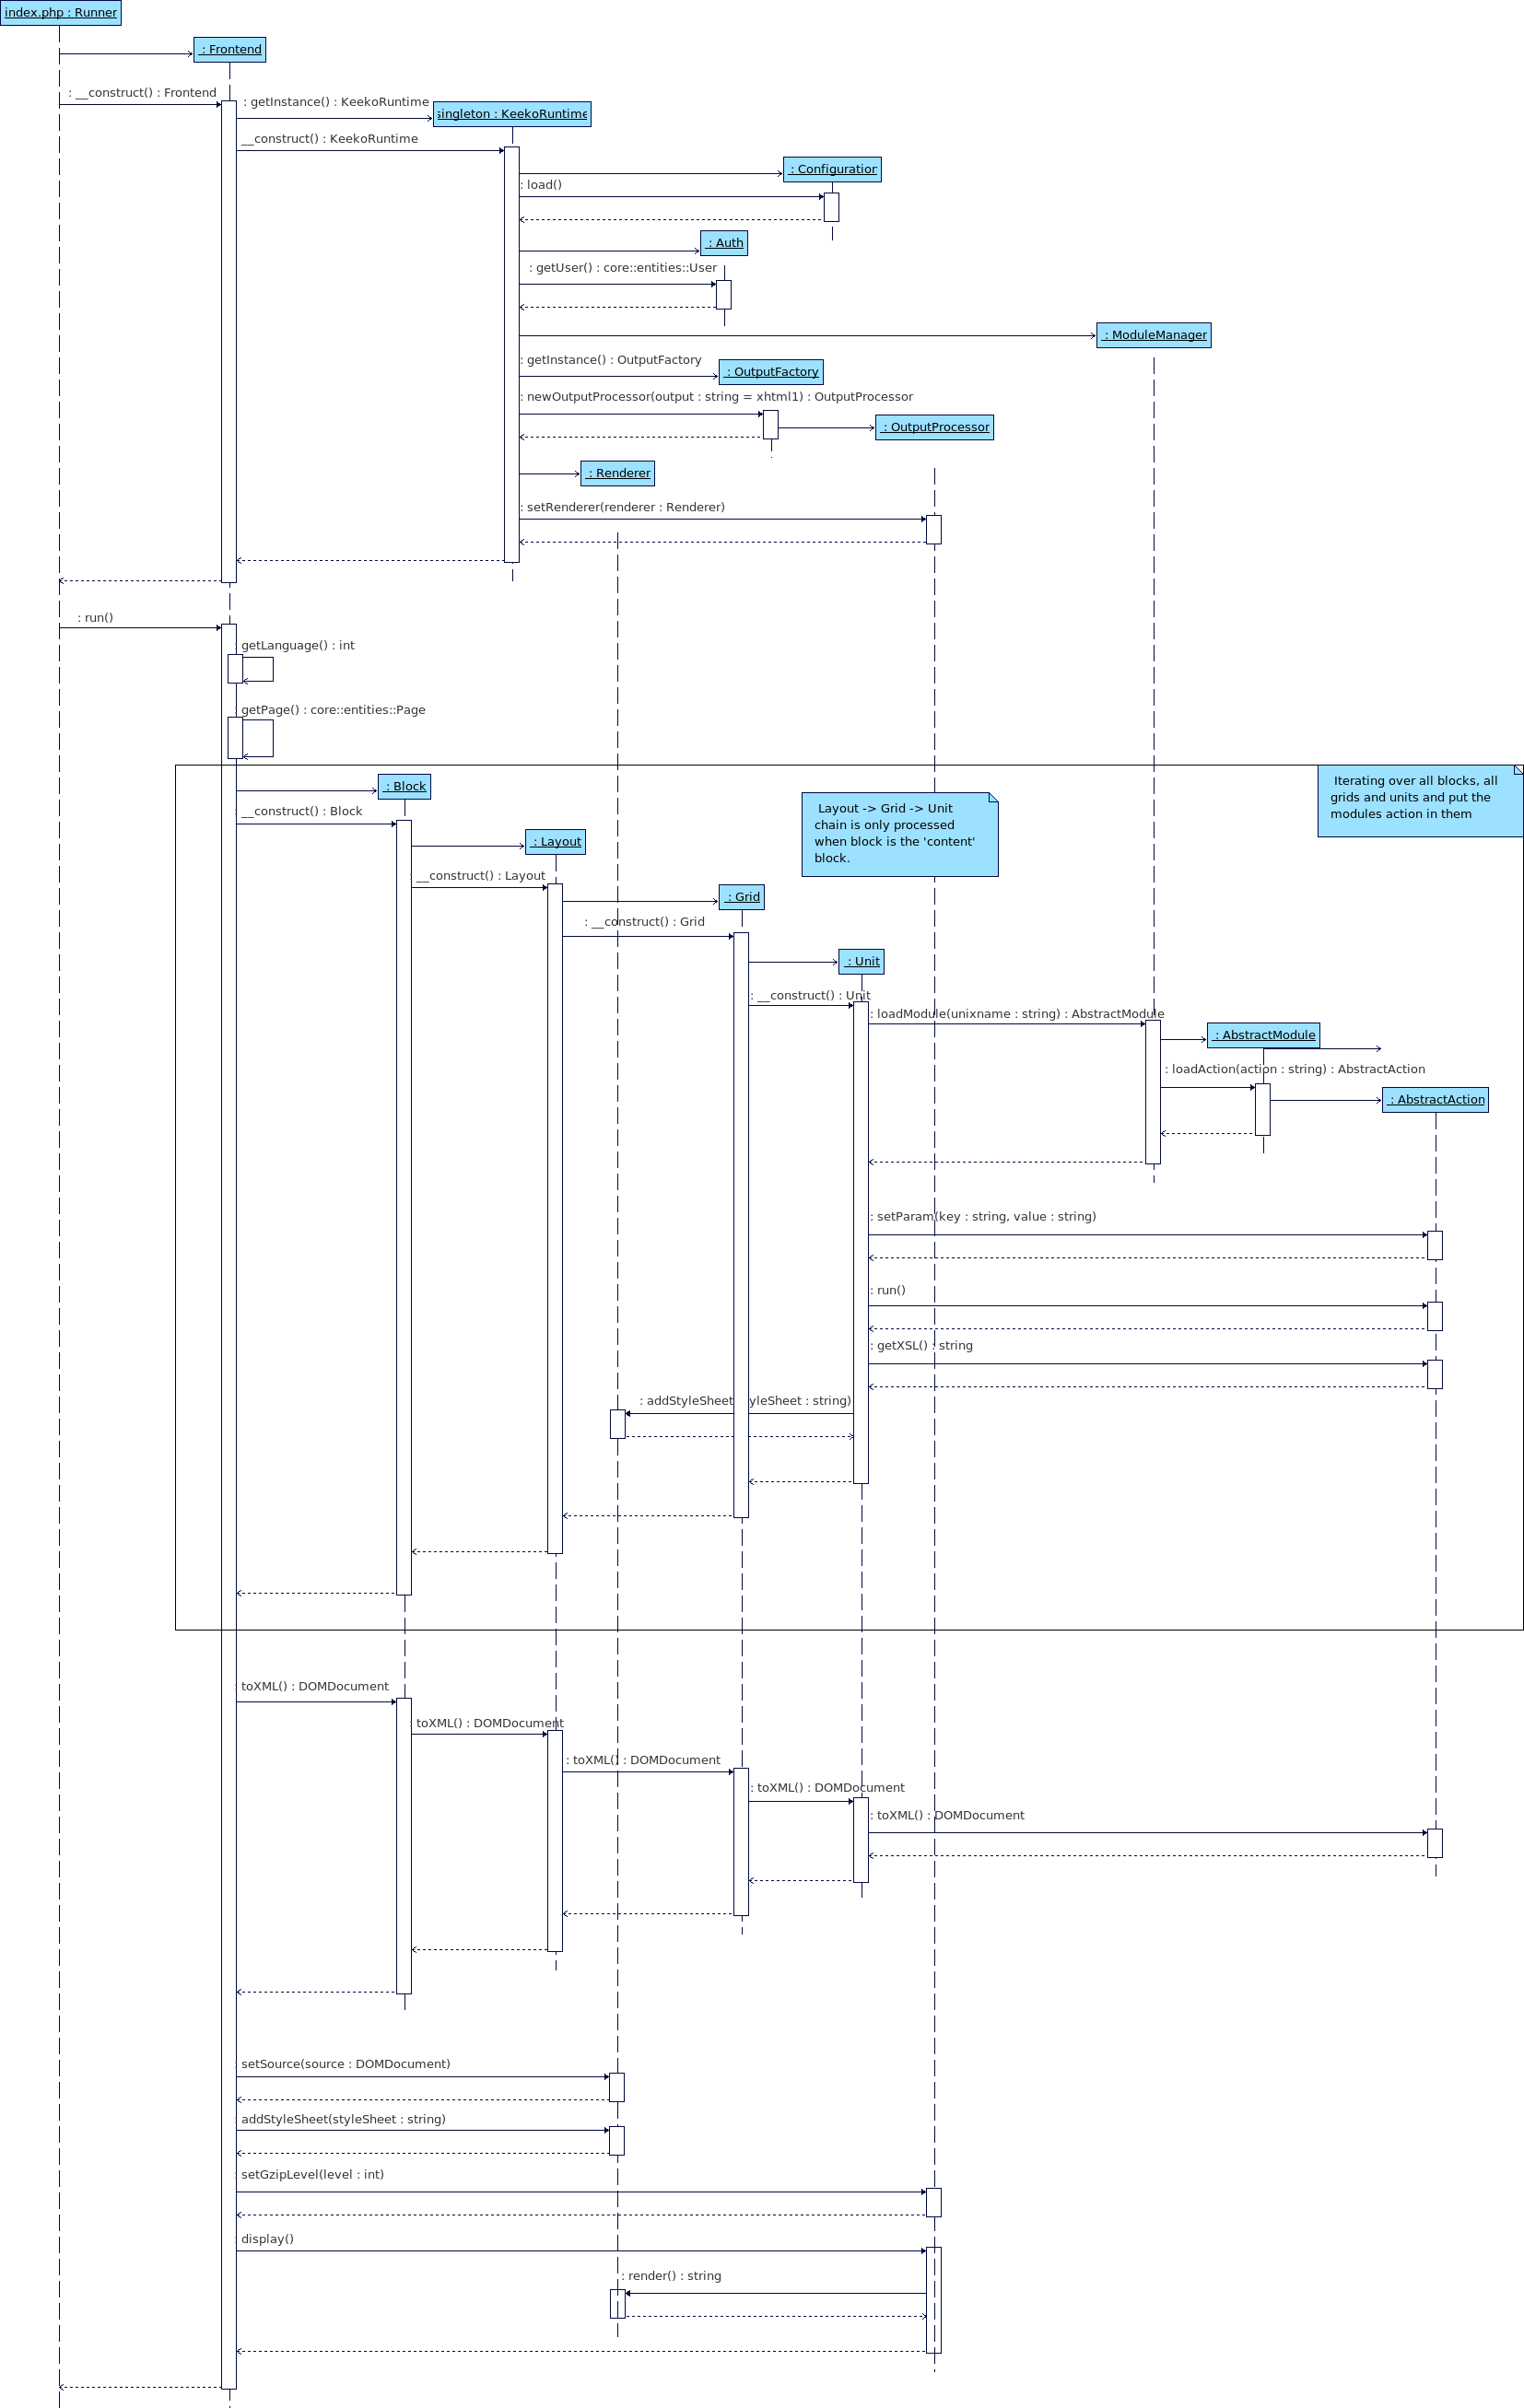 index.php : Runner
: Frontend
: __construct() : Frontend
: getInstance() : KeekoRuntime
singleton : KeekoRuntime
__construct() : KeekoRuntime
: Configuration
: load()
: Auth
: getUser() : core::entities::User
: ModuleManager
: getInstance() : OutputFactory
: OutputFactory
: newOutputProcessor(output : string = xhtml1) : OutputProcessor
: OutputProcessor
: Renderer
: setRenderer(renderer : Renderer)
: run()
: getLanguage() : int
: getPage() : core::entities::Page
Iterating over all blocks, all
grids and units and put the
modules action in them
: Block
: __construct() : Block
Layout -> Grid -> Unit
chain is only processed
when block is the 'content'
block.
: Layout
: __construct() : Layout
: Grid
: __construct() : Grid
: Unit
: __construct() : Unit
: loadModule(unixname : string) : AbstractModule
: AbstractModule
: loadAction(action : string) : AbstractAction
: AbstractAction
: setParam(key : string, value : string)
: run()
: getXSL() : string
: addStyleSheet yleSheet : string)
: toXML() : DOMDocument
: toXML() : DOMDocument
: toXML() : DOMDocument
: toXML() : DOMDocument
: toXML() : DOMDocument
: setSource(source : DOMDocument)
: addStyleSheet(styleSheet : string)
: setGzipLevel(level : int)
: display()
: render() : string